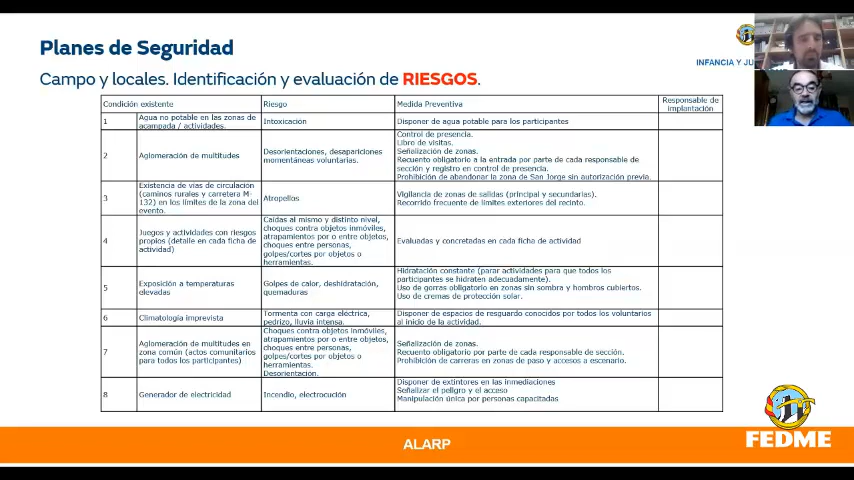 Planes de Seguridad
INFANCIA Y JU
Campo y locales. Identificación y evaluación de RIESGOS.
Condición existente
Riesgo
Medida Preventiva
Responsable de
implantación
1
Agua no potable en las zonas de
acampada / actividades.
Intoxicación
Disponer de agua potable para los participantes
2
Aglomeración de multitudes
Desorientaciones, desapariciones
momentáneas voluntarias.
Control de presencia.
Libro de visitas.
Señalización de zonas.
Recuento obligatorio a la entrada por parte de cada responsable de
sección y registro en control de presencia.
Prohibición de abandonar la zona de San Jorge sin autorización previa.
3
Existencia de vías de circulación
(caminos rurales y carretera M-
132) en los límites de la zona del
evento.
Atropellos
Vigilancia de zonas de salidas (principal y secundarias).
Recorrido frecuente de límites exteriores del recinto.
4
Juegos y actividades con riesgos
propios (detalle en cada ficha de
actividad)
Caídas al mismo y distinto nivel,
choques contra objetos inmóviles,
atrapamientos por o entre objetos,
choques entre personas,
golpes/cortes por objetos o
herramientas.
Evaluadas y concretadas en cada ficha de actividad
5
Exposición a temperaturas
elevadas
Golpes de calor, deshidratación,
quemaduras
Hidratación constante (parar actividades para que todos los
participantes se hidraten adecuadamente).
Uso de gorras obligatorio en zonas sin sombra y hombros cubiertos.
Uso de cremas de protección solar.
6
Climatología imprevista
Tormenta con carga eléctrica,
pedrizo, lluvia intensa.
Disponer de espacios de resguardo conocidos por todos los voluntarios
al inicio de la actividad.
7
Aglomeración de multitudes en
zona común (actos comunitarios
para todos los participantes)
Choques contra objetos inmóviles,
atrapamientos por o entre objetos,
choques entre personas,
golpes/cortes por objetos o
herramientas.
Desorientación.
Señalización de zonas.
Recuento obligatorio por parte de cada responsable de sección.
Prohibición de carreras en zonas de paso y accesos a escenario.
8
Generador de electricidad
Incendio, electrocución
Disponer de extintores en las inmediaciones
Señalizar el peligro y el acceso
Manipulación única por personas capacitadas
ALARP
FEDME